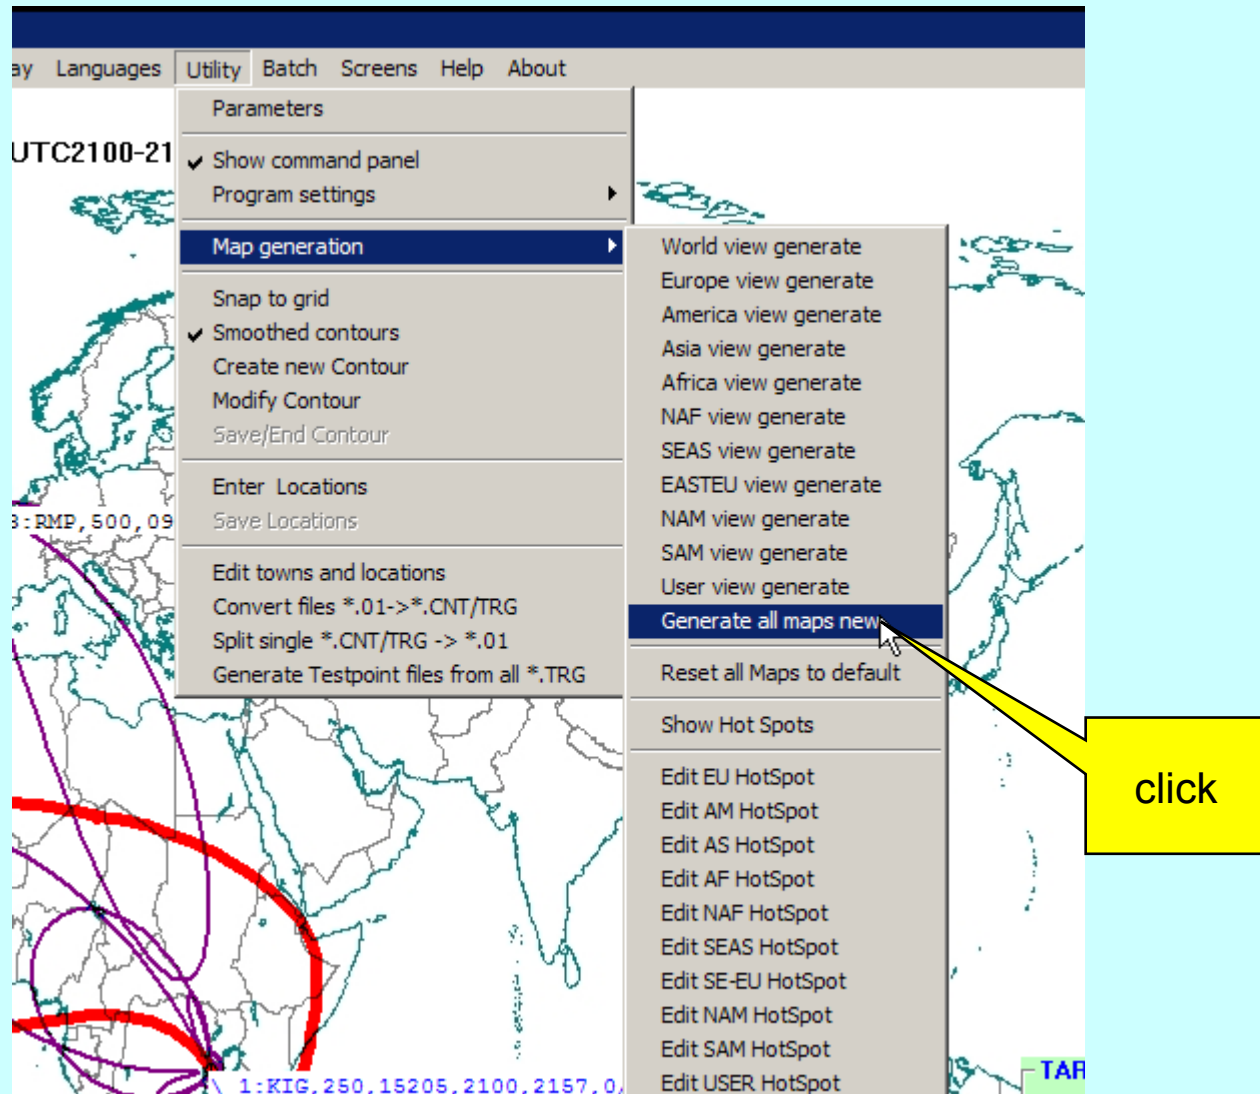 ay Languages Utility Batch Screens Help About
Parameters
UTC2100-21
Show command panel
Program settings
Map generation
Snap to grid
Smoothed contours
Create new Contour
Modify Contour
Save/End Contour
Enter Locations
3:RMP,500,09
Save Locations
Edit towns and locations
Convert files *.01->*.CNT/TRG
Split single *.CNT/TRG -> *.01
Generate Testpoint files from all *.TRG
World view generate
Europe view generate
America view generate
Asia view generate
Africa view generate
NAF view generate
SEAS view generate
EASTEU view generate
NAM view generate
SAM view generate
User view generate
Generate all maps new
Reset all Maps to default
Show Hot Spots
Edit EU HotSpot
Edit AM HotSpot
Edit AS HotSpot
Edit AF HotSpot
Edit NAF HotSpot
Edit SEAS HotSpot
Edit SE-EU HotSpot
Edit NAM HotSpot
Edit SAM HotSpot
Edit USER HotSpot
click
TAR
1:KIG,250,15205,2100,2157,0